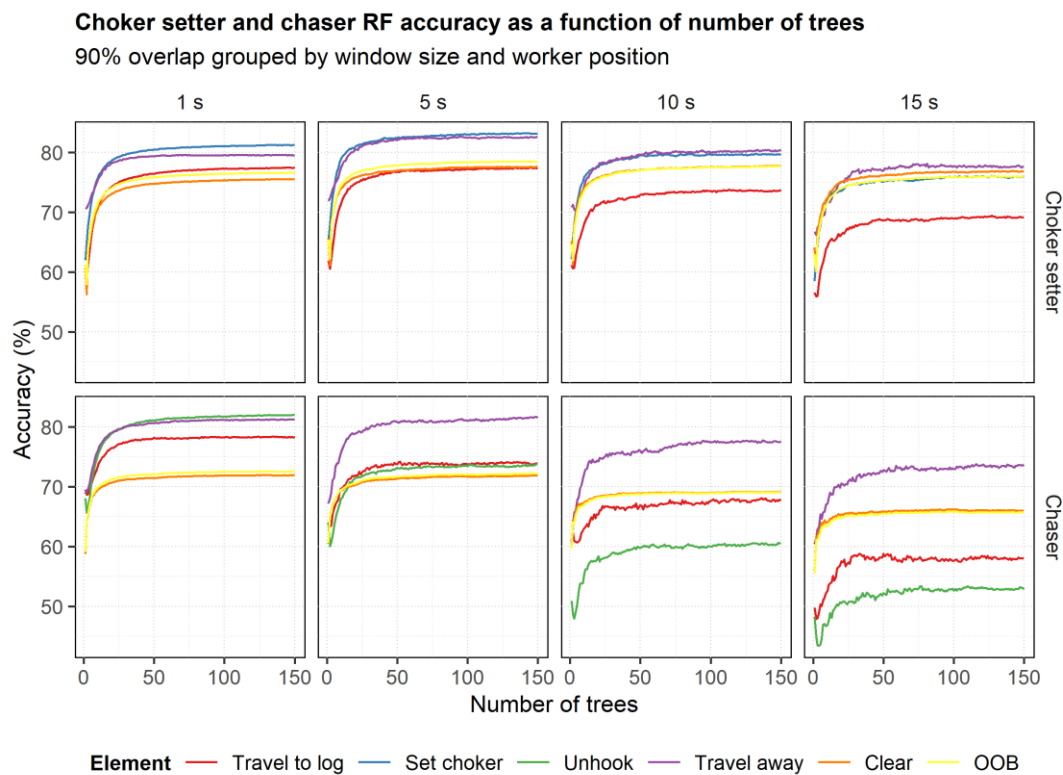 Choker setter and chaser RF accuracy as a function of number of trees
90% overlap grouped by window size and worker position
1 s 5 s 10 s 15 s
80
70
60
50
Choker setter
Accuracy (%)
80
70
60
50
Chaser
0 50 100 150 0 50 100 150 0 50 100 150 0 50 100 150
Number of trees
Element Travel to log Set choker Unhook Travel away Clear OOB